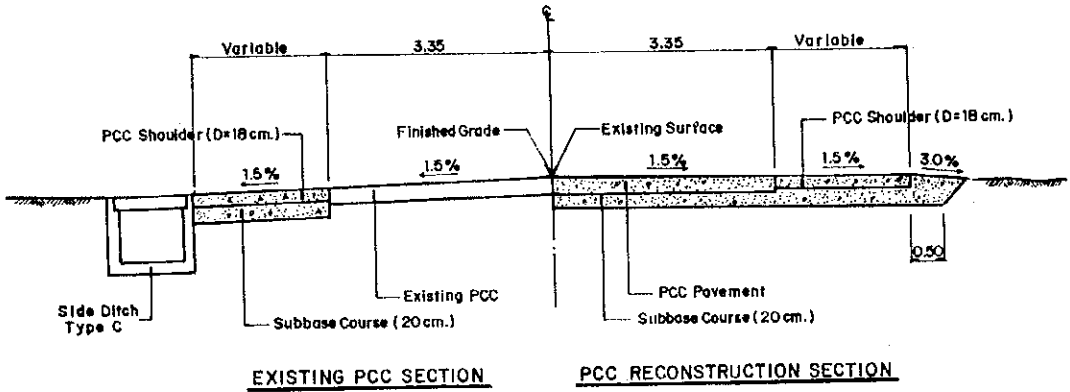 ℄
Variable
3.35
3.35
Variable
PCC Shoulder (D=18 cm.)
Finished Grade
Existing Surface
PCC Shoulder (D=18 cm.)
1.5%
1.5%
1.5%
1.5%
3.0%
0.50
Side Ditch
Type C
Existing PCC
Subbase Course (20 cm.)
PCC Pavement
Subbase Course (20 cm.)
EXISTING PCC SECTION
PCC RECONSTRUCTION SECTION